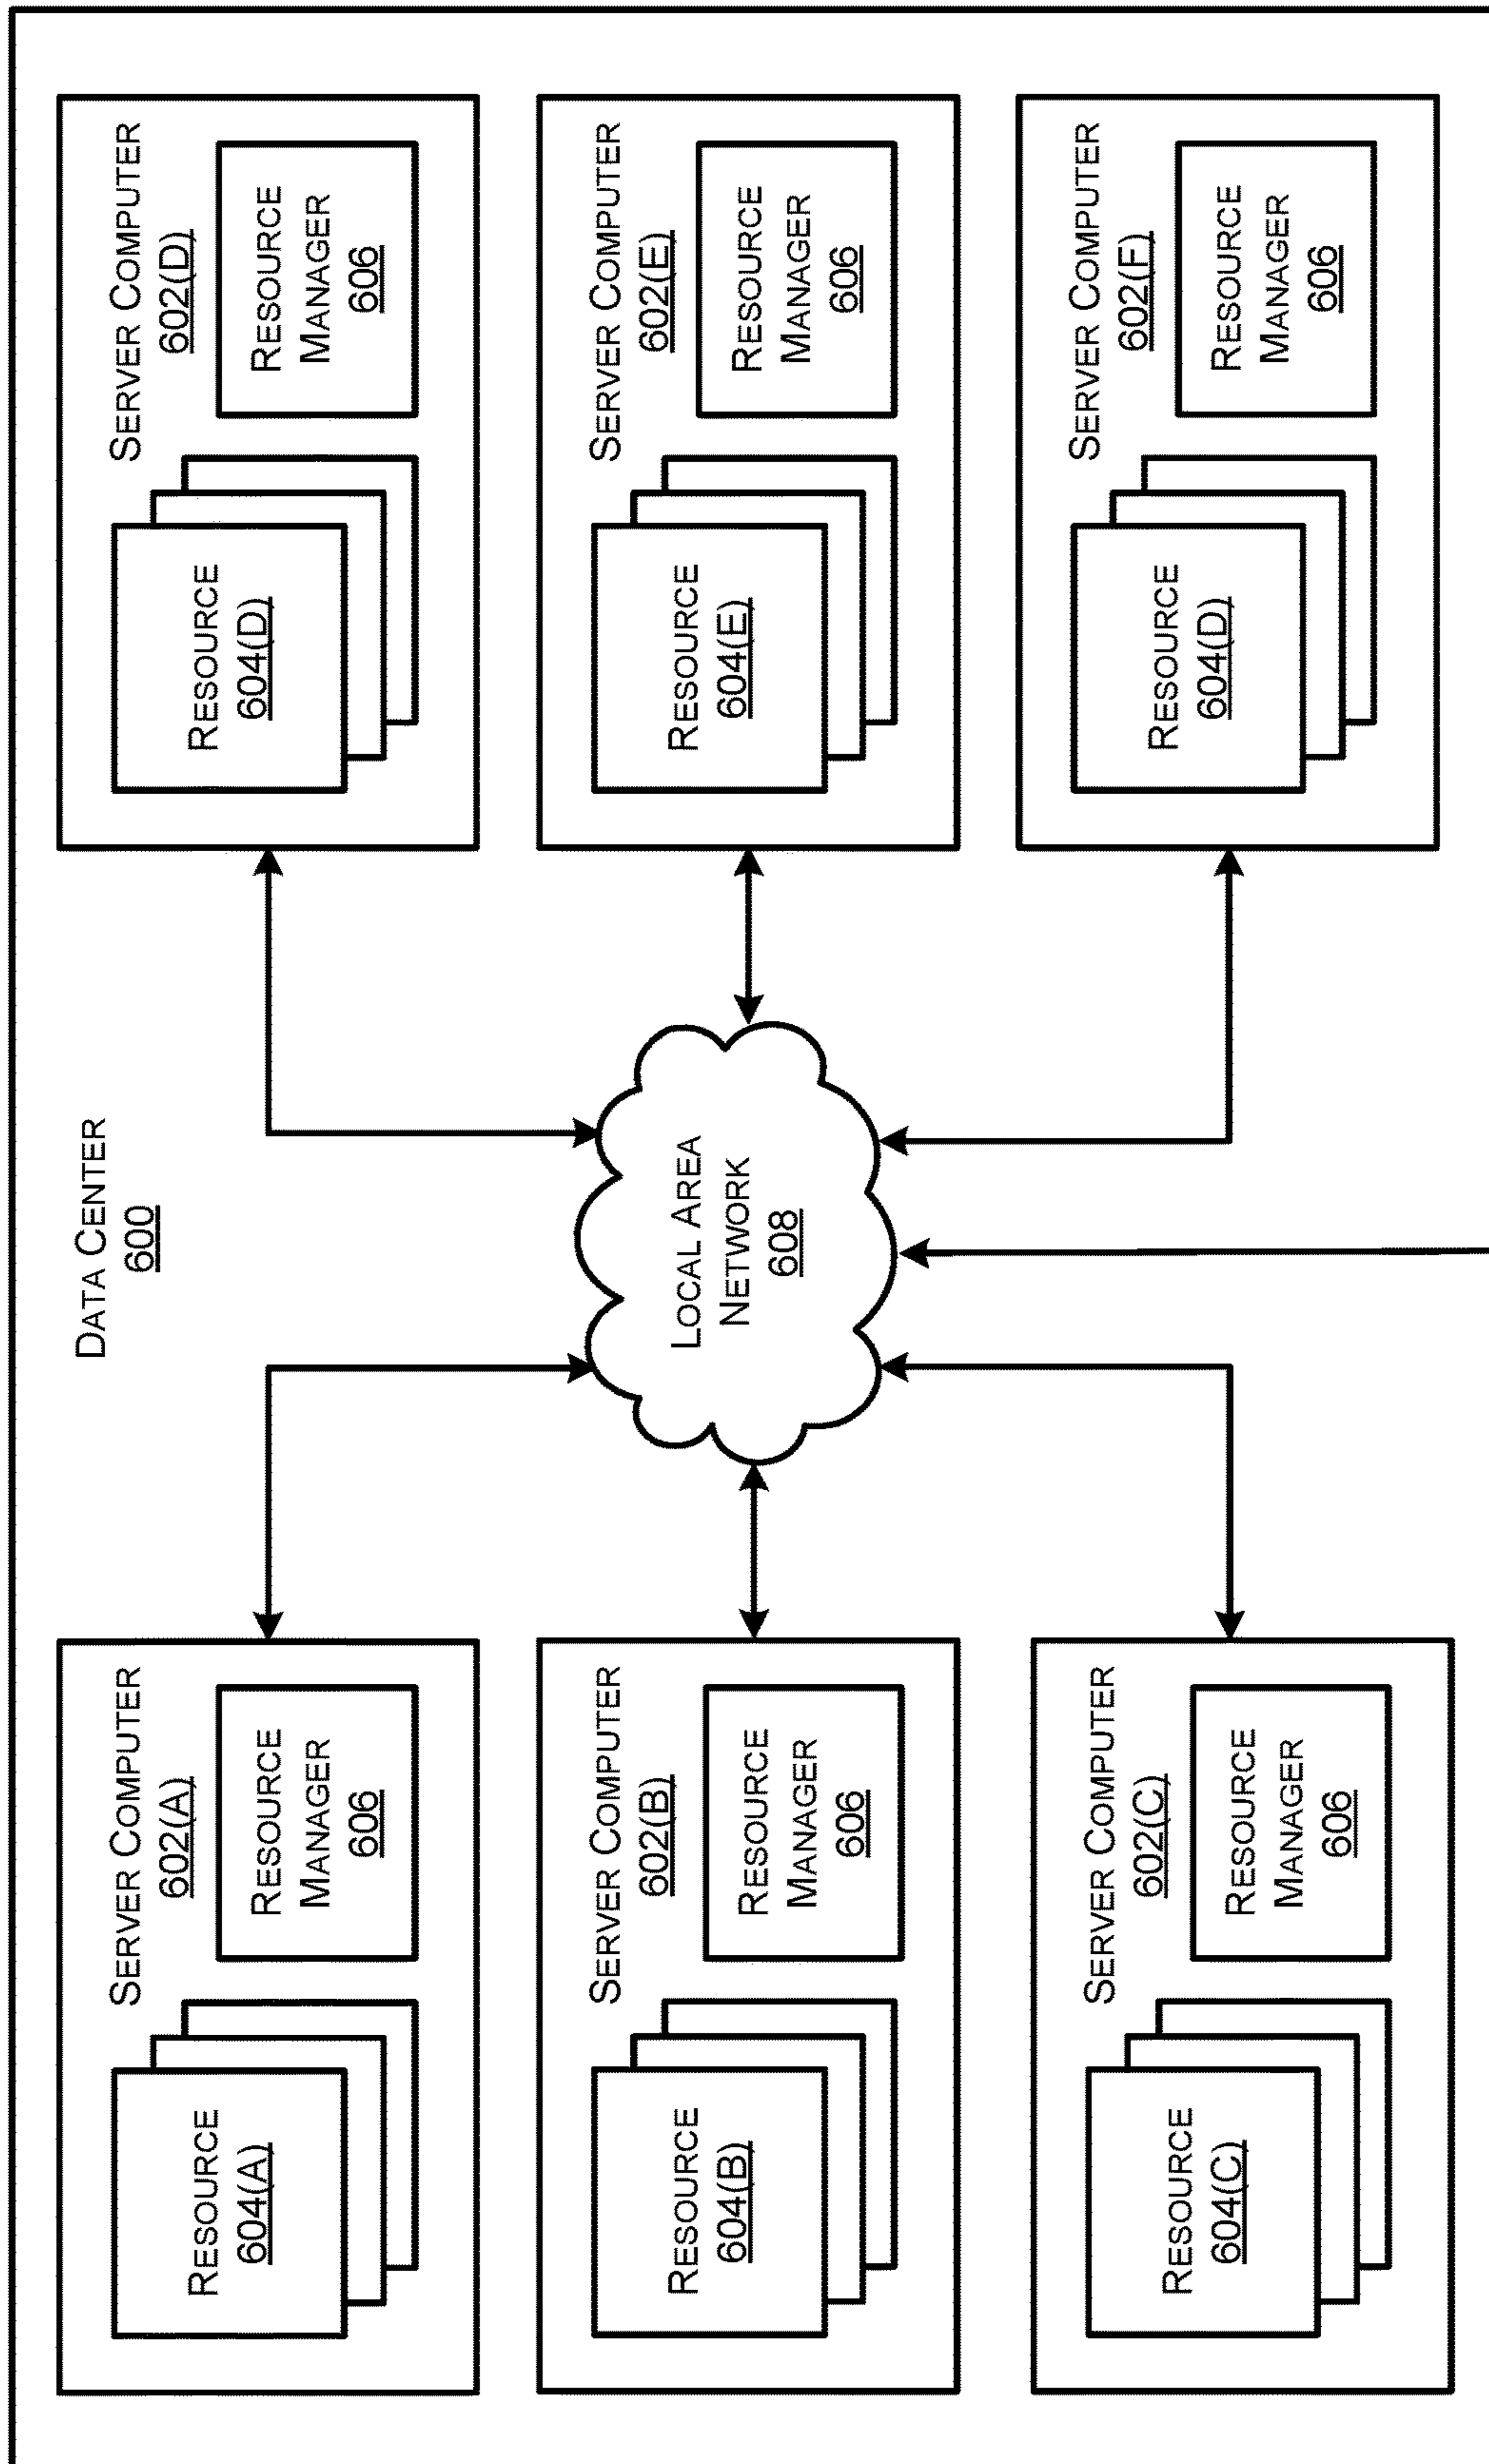 DATA CENTER
600
SERVER COMPUTER
602(A)
RESOURCE
604(A)
RESOURCE
MANAGER
606
SERVER COMPUTER
602(D)
RESOURCE
604(D)
RESOURCE
MANAGER
606
SERVER COMPUTER
602(B)
RESOURCE
604(B)
RESOURCE
MANAGER
606
LOCAL AREA
NETWORK
608
SERVER COMPUTER
602(E)
RESOURCE
604(E)
RESOURCE
MANAGER
606
SERVER COMPUTER
602(C)
RESOURCE
604(C)
RESOURCE
MANAGER
606
SERVER COMPUTER
602(F)
RESOURCE
604(D)
RESOURCE
MANAGER
606